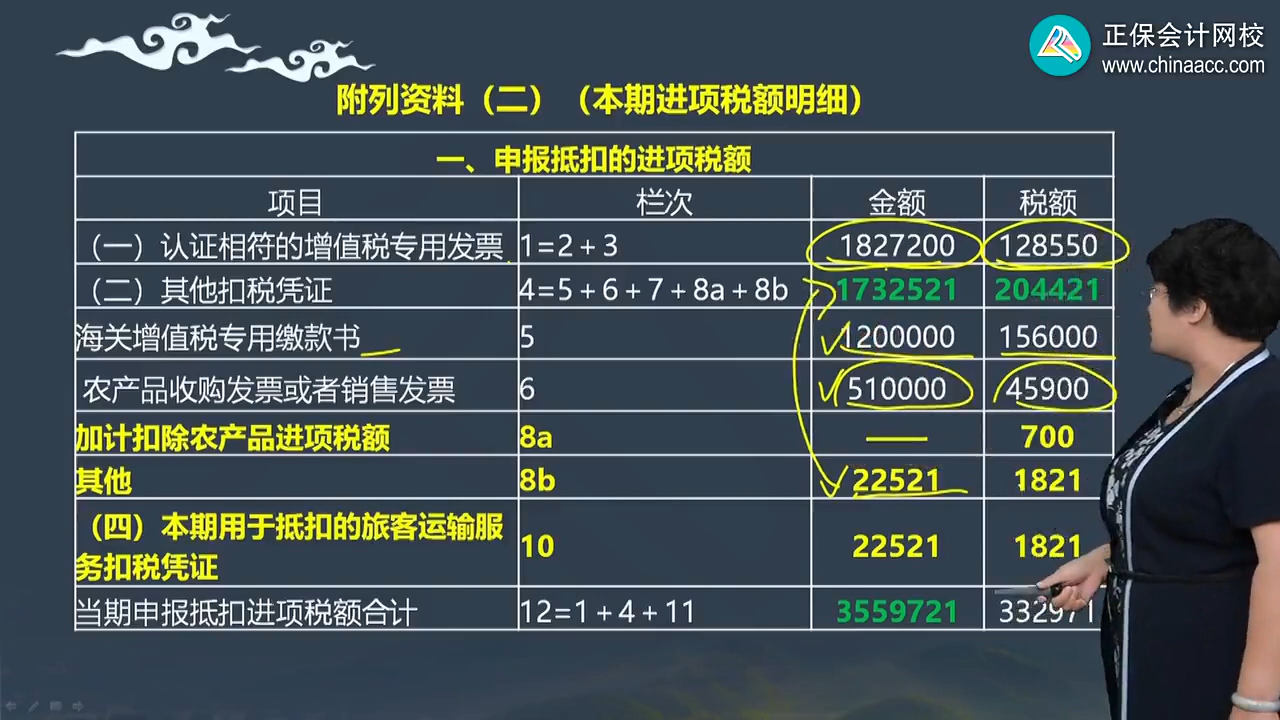 正保会计网校
www.chinaacc.com
附列资料（二）（本期进项税额明细）
一、申报抵扣的进项税额
项目 栏次 金额 税额
（一）认证相符的增值税专用发票 1=2+3 1827200 128550
（二）其他扣税凭证 4=5+6+7+8a+8b 1732521 204421
海关增值税专用缴款书 5 1200000 156000
农产品收购发票或者销售发票 6 510000 45900
加计扣除农产品进项税额 8a —— 700
其他 8b 22521 1821
（四）本期用于抵扣的旅客运输服
务扣税凭证 10 22521 1821
当期申报抵扣进项税额合计 12=1+4+11 3559721 332971